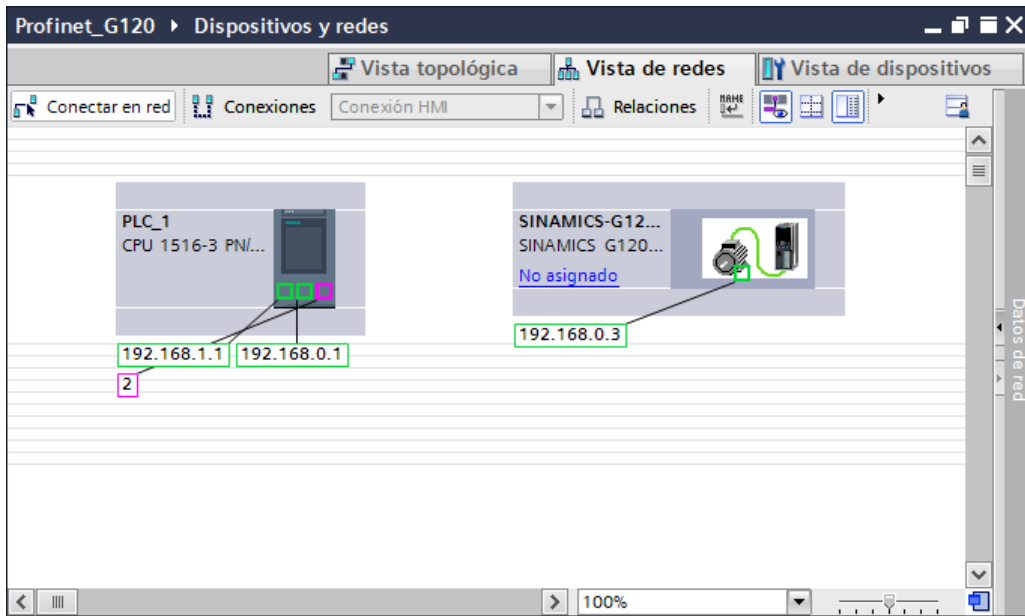 Profinet_G120 ▸ Dispositivos y redes
Vista topológica
Vista de redes
Vista de dispositivos
Conectar en red
Conexiones
Conexión HMI
Relaciones
NAME
PLC_1
CPU 1516-3 PN/...
SINAMICS-G12...
SINAMICS G120...
No asignado
192.168.0.3
192.168.1.1
192.168.0.1
2
Datos de red
100%